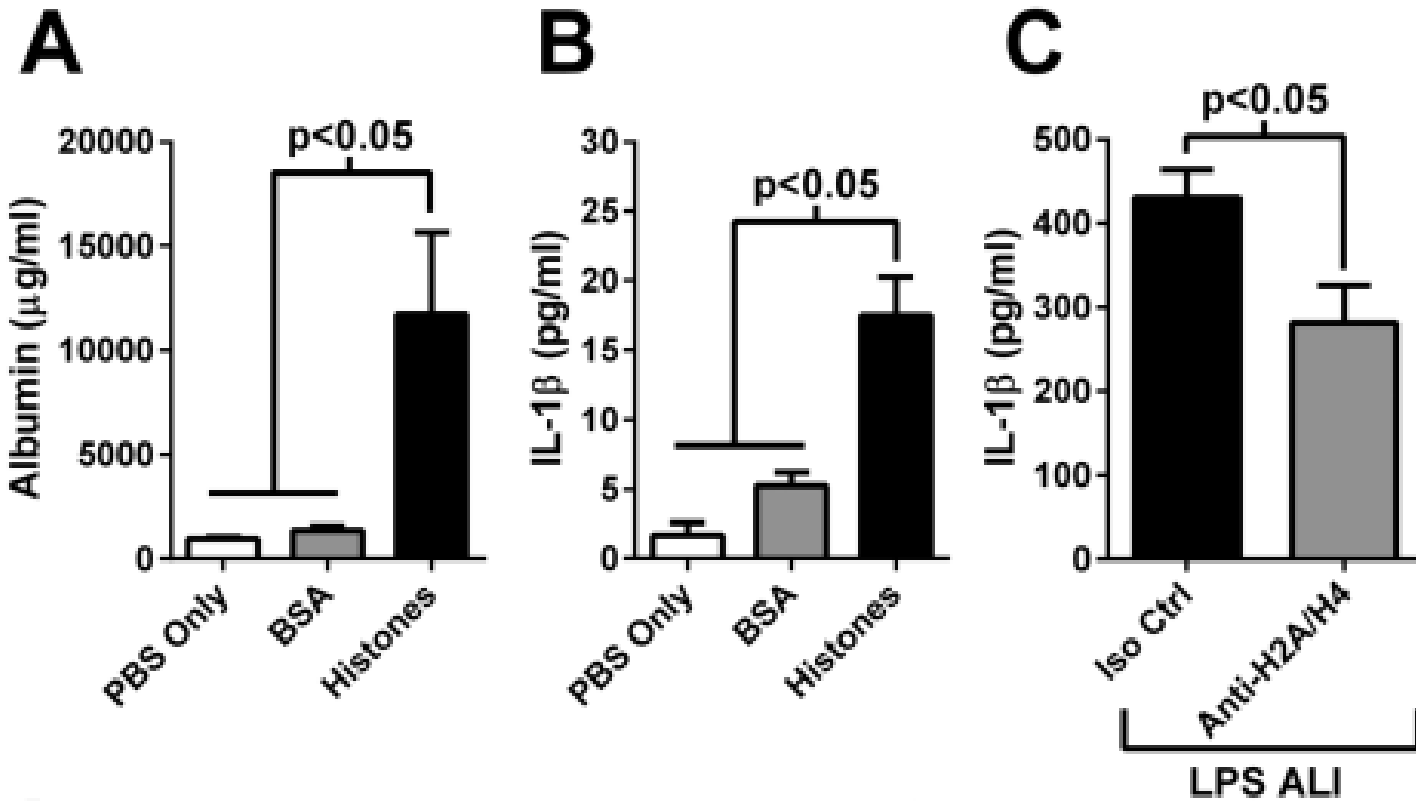 A
Albumin (μg/ml)
20000
15000
10000
5000
0
p<0.05
PBS Only
BSA
Histones
B
IL-1β (pg/ml)
30
25
20
15
10
5
0
p<0.05
PBS Only
BSA
Histones
C
IL-1β (pg/ml)
500
400
300
200
100
0
p<0.05
Iso Ctrl
Anti-H2A/H4
LPS ALI